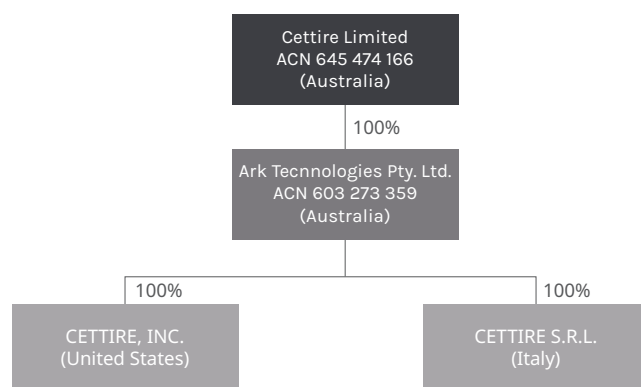 Cettire Limited
ACN 645 474 166
(Australia)
100%
Ark Tecnnologies Pty. Ltd.
ACN 603 273 359
(Australia)
100%
100%
CETTIRE, INC.
(United States)
CETTIRE S.R.L.
(Italy)